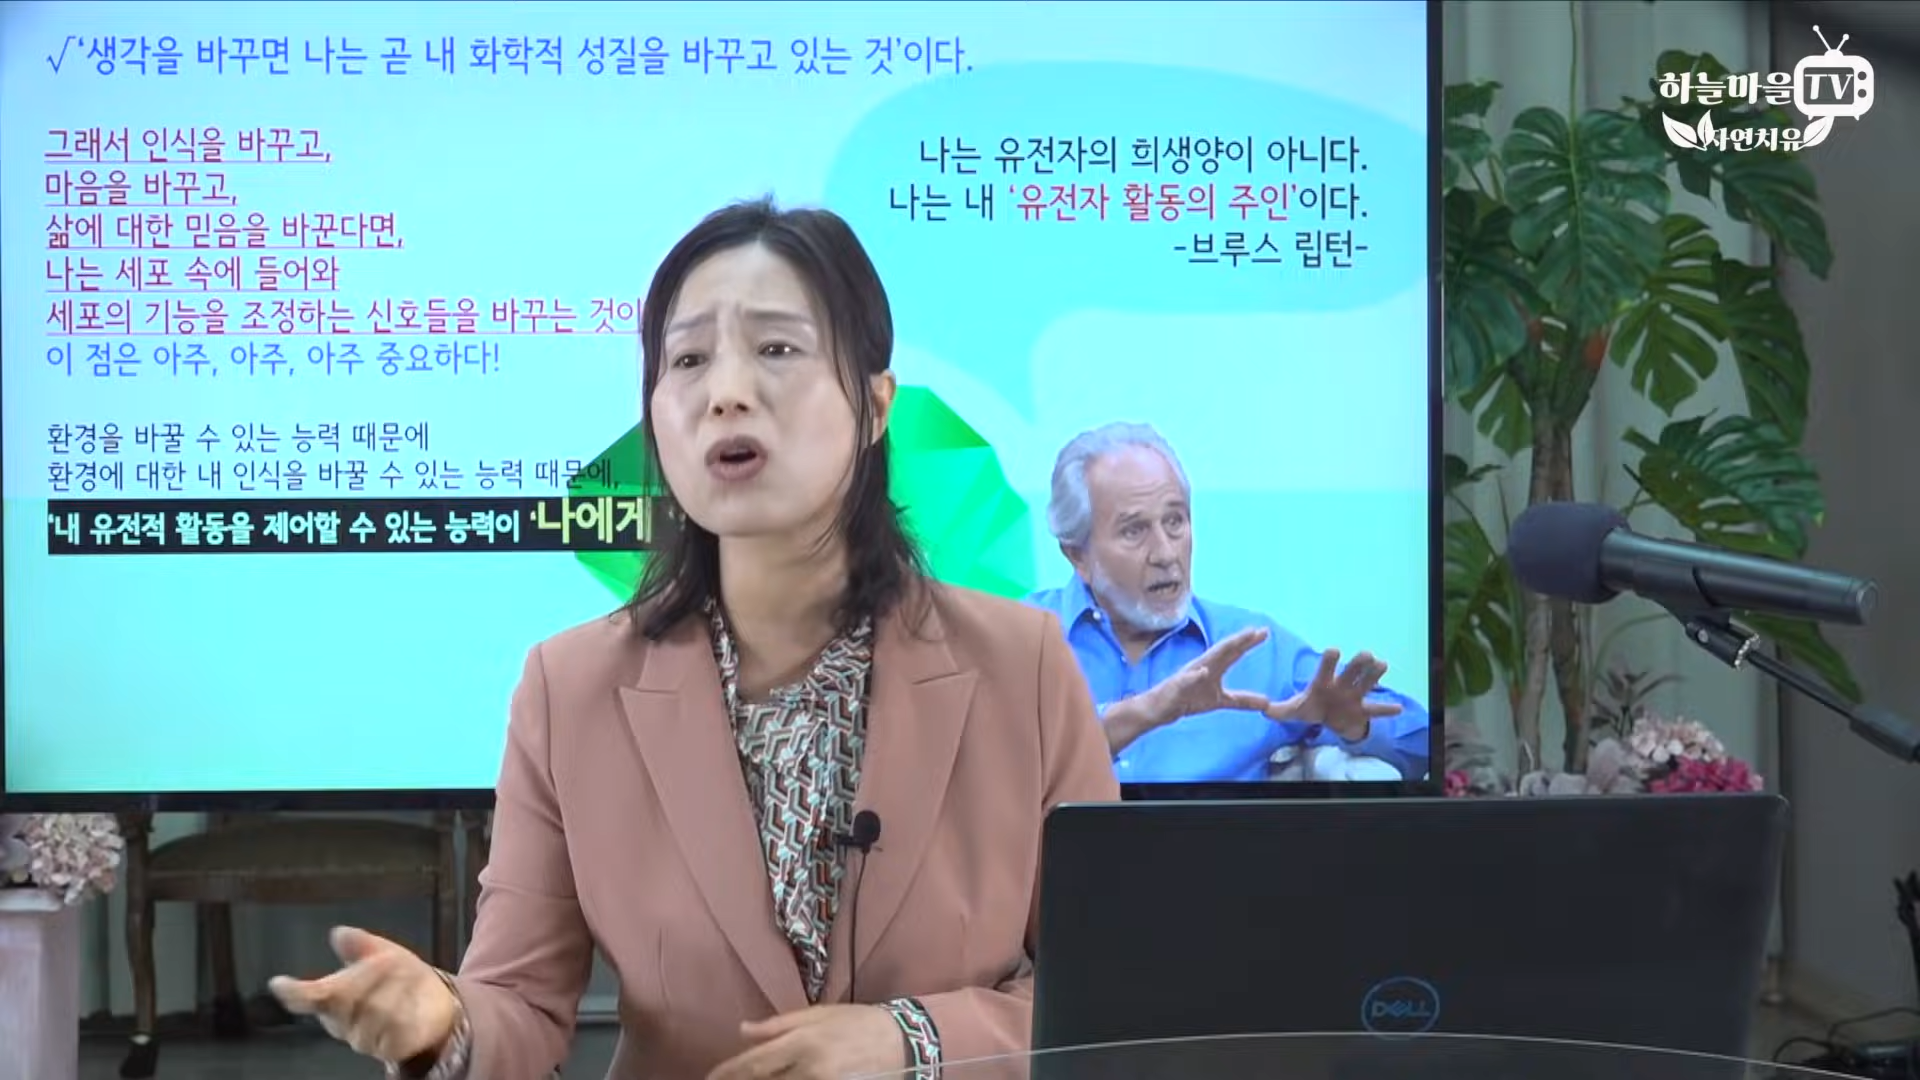 √‘생각을 바꾸면 나는 곧 내 화학적 성질을 바꾸고 있는 것’이다.
그래서 인식을 바꾸고,
마음을 바꾸고,
삶에 대한 믿음을 바꾼다면,
나는 세포 속에 들어와
세포의 기능을 조정하는 신호들을 바꾸는 것이
이 점은 아주, 아주, 아주 중요하다!
환경을 바꿀 수 있는 능력 때문에
환경에 대한 내 인식을 바꿀 수 있는 능력 때문에,
‘내 유전적 활동을 제어할 수 있는 능력이 ‘나에게
나는 유전자의 희생양이 아니다.
나는 내 ‘유전자 활동의 주인’이다.
-브루스 립턴-
하늘마을TV
자연치유
DELL